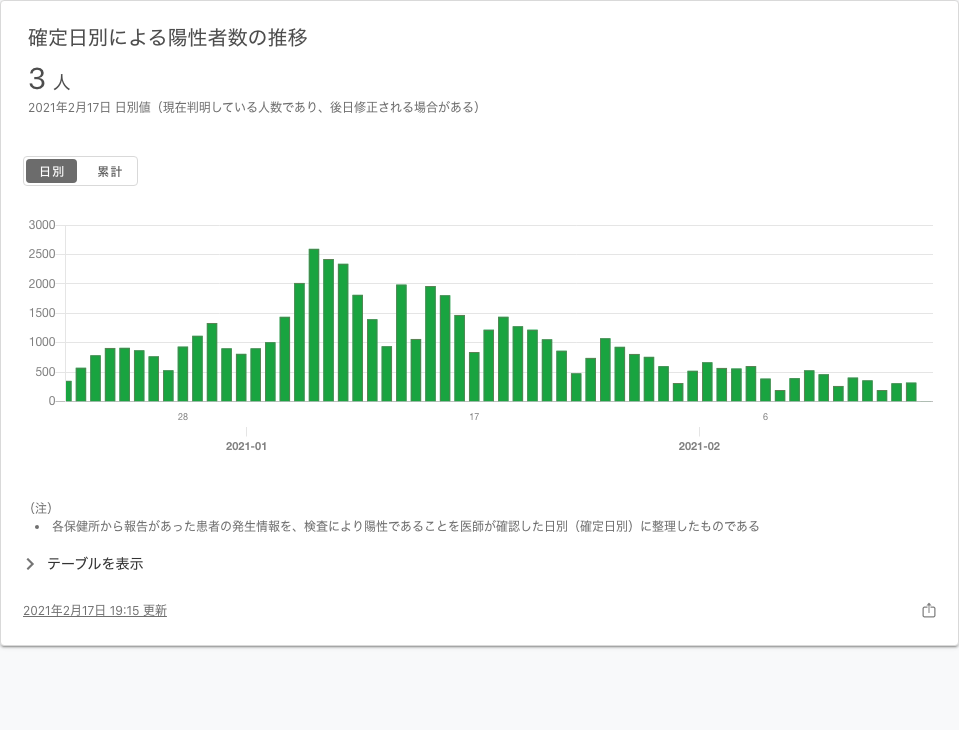 確定日別による陽性者数の推移
3 人
2021年2月17日 日別値（現在判明している人数であり、後日修正される場合がある）
日別 累計
3000
2500
2000
1500
1000
500
0
28 17 6
2021-01 2021-02
（注）
• 各保健所から報告があった患者の発生情報を、検査により陽性であることを医師が確認した日別（確定日別）に整理したものである
テーブルを表示
2021年2月17日 19:15 更新